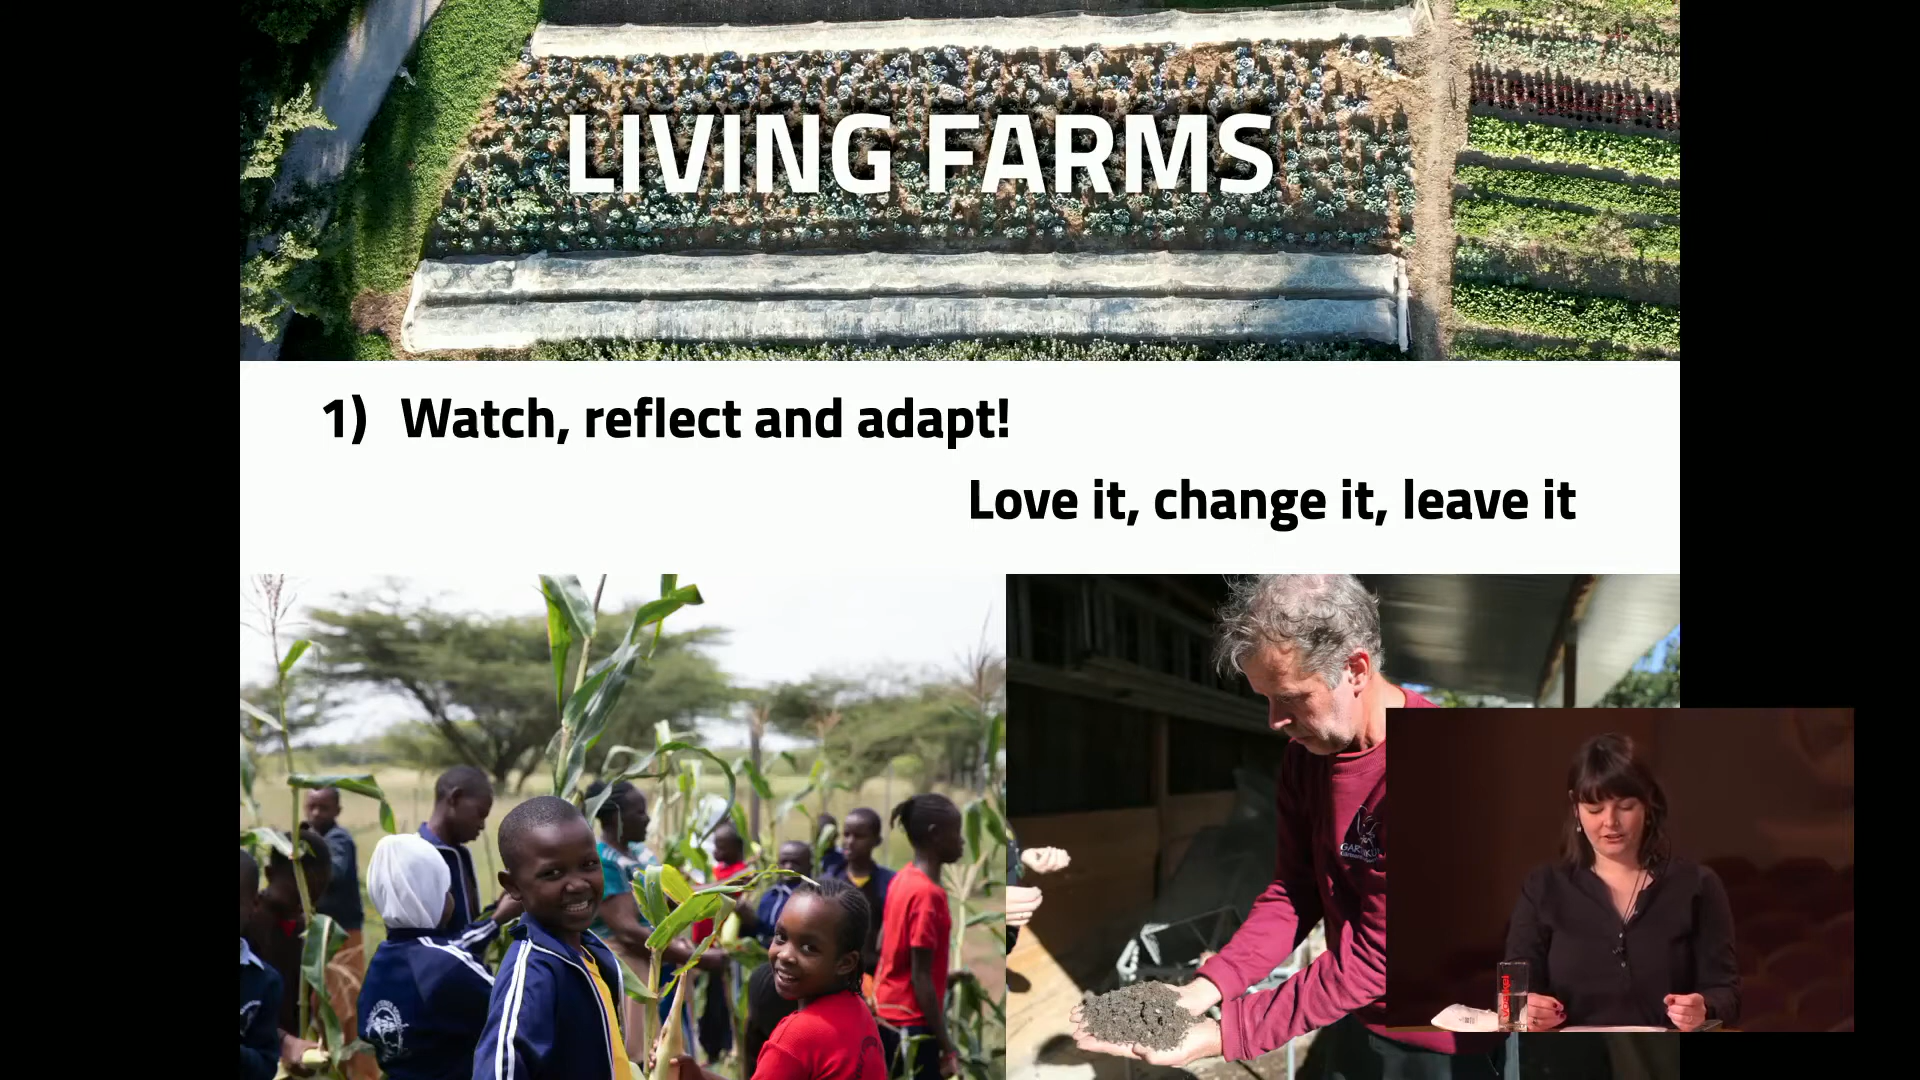 LIVING FARMS
1) Watch, reflect and adapt!
Love it, change it, leave it